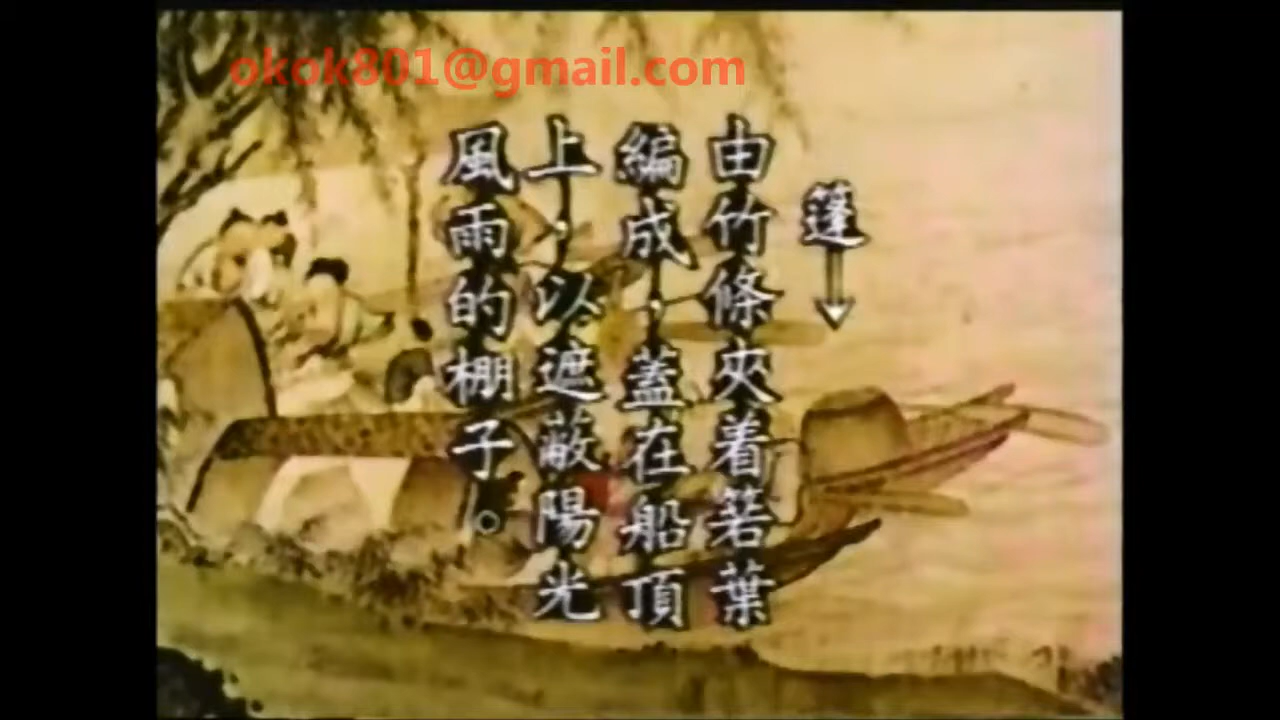 okok801@gmail.com
篷↓
由竹條夾着箬葉
編成，蓋在船頂
上，以遮蔽陽光
風雨的棚子。